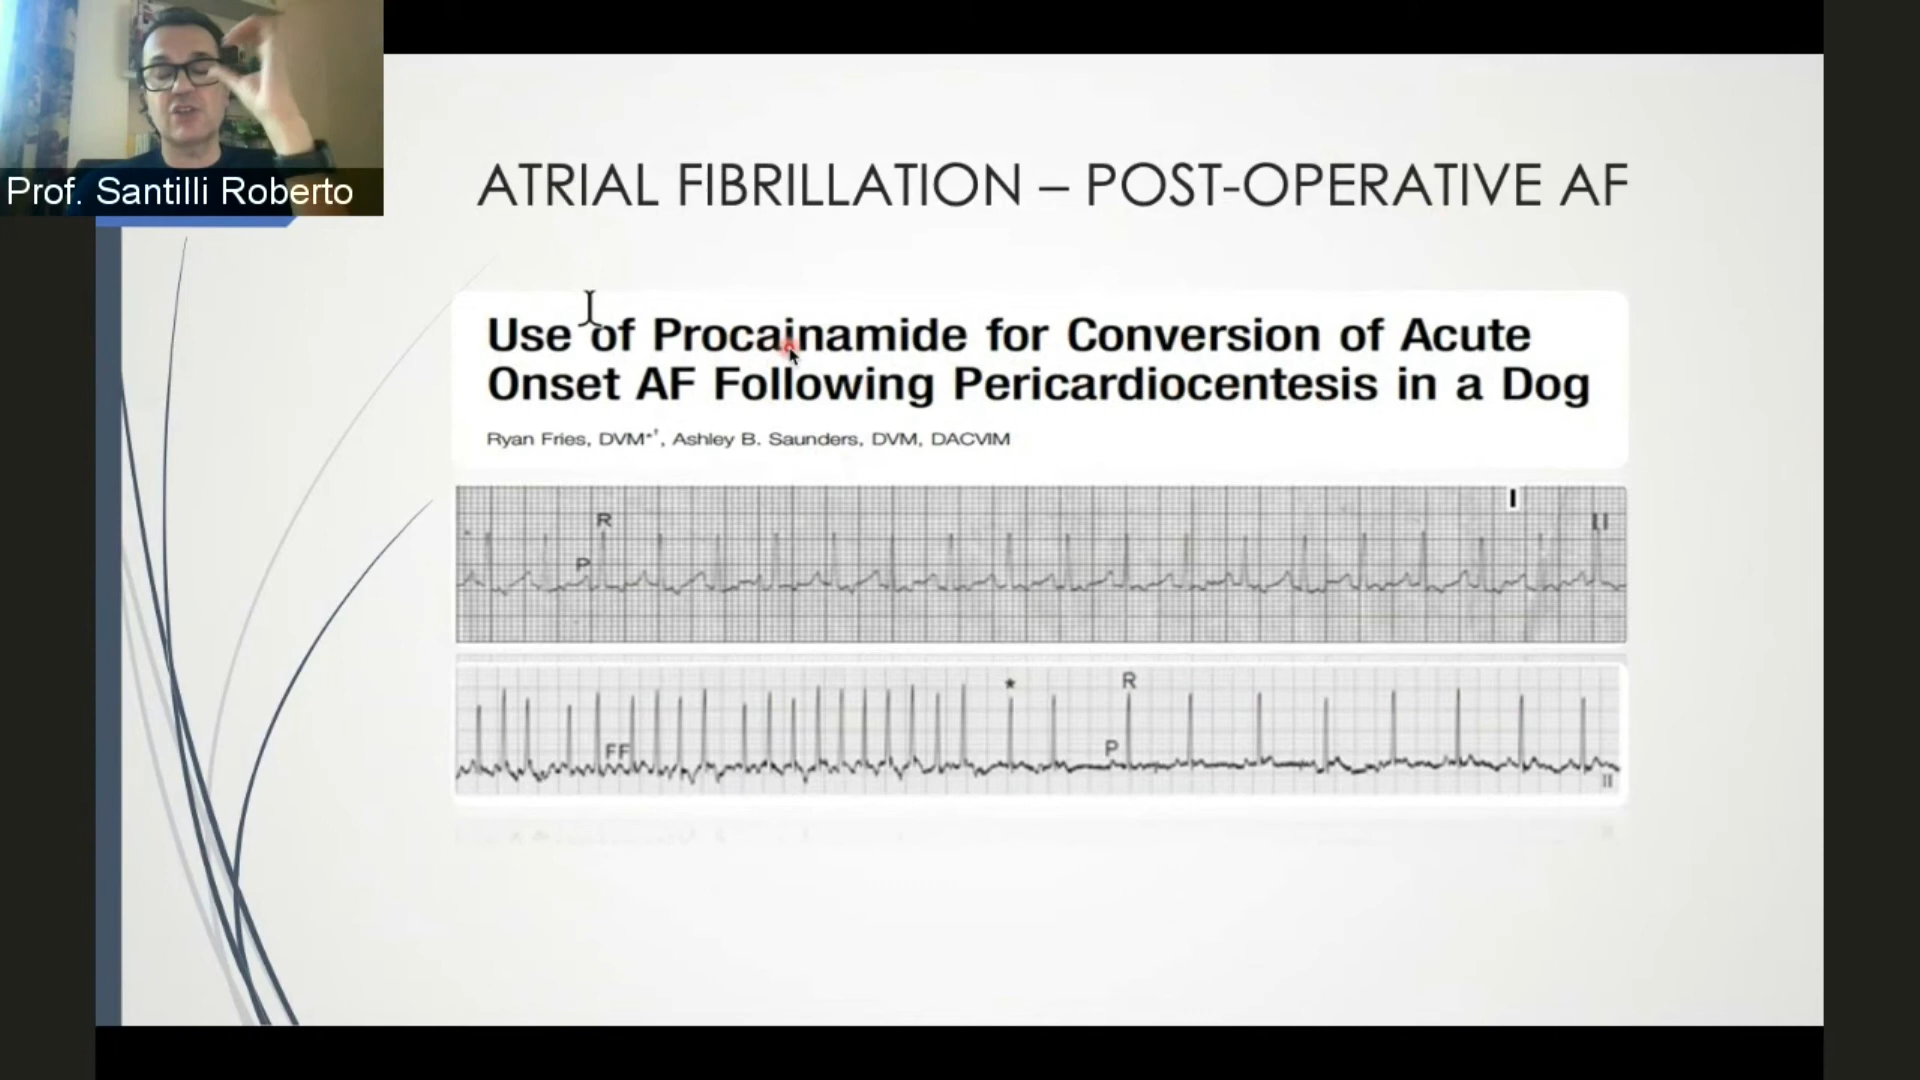 Prof. Santilli Roberto
ATRIAL FIBRILLATION – POST-OPERATIVE AF
Use of Procainamide for Conversion of Acute
Onset AF Following Pericardiocentesis in a Dog
Ryan Fries, DVM*†, Ashley B. Saunders, DVM, DACVIM
I
R
II
P
* R
FF P
II